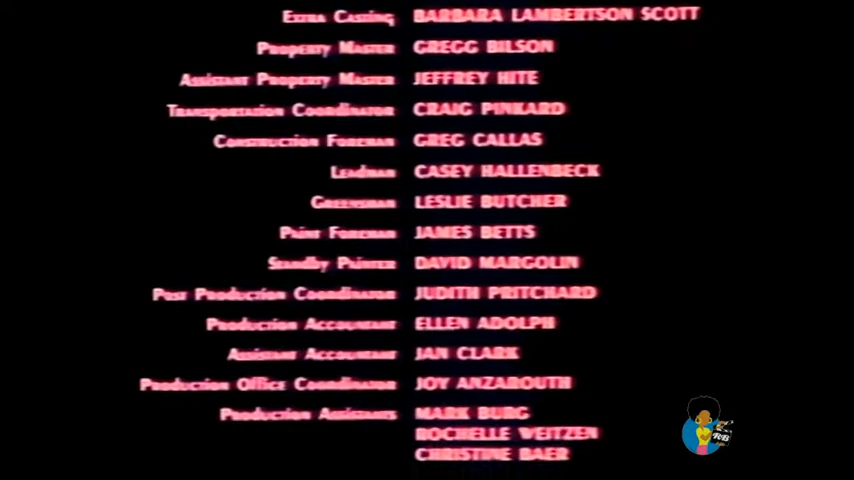 Extra Casting BARBARA LAMBERTSON SCOTT
Property Master GREGG BILSON
Assistant Property Master JEFFREY HITE
Transportation Coordinator CRAIG PINKARD
Construction Foreman GREG CALLAS
Leadman CASEY HALLENBECK
Greensman LESLIE BUTCHER
Paint Foreman JAMES BETTS
Standby Painter DAVID MARGOLIN
Post Production Coordinator JUDITH PRITCHARD
Production Accountant ELLEN ADOLPH
Assistant Accountant JAN CLARK
Production Office Coordinator JOY ANZAROUTH
Production Assistants MARK BURG
ROCHELLE WEITZEN
CHRISTINE BAER